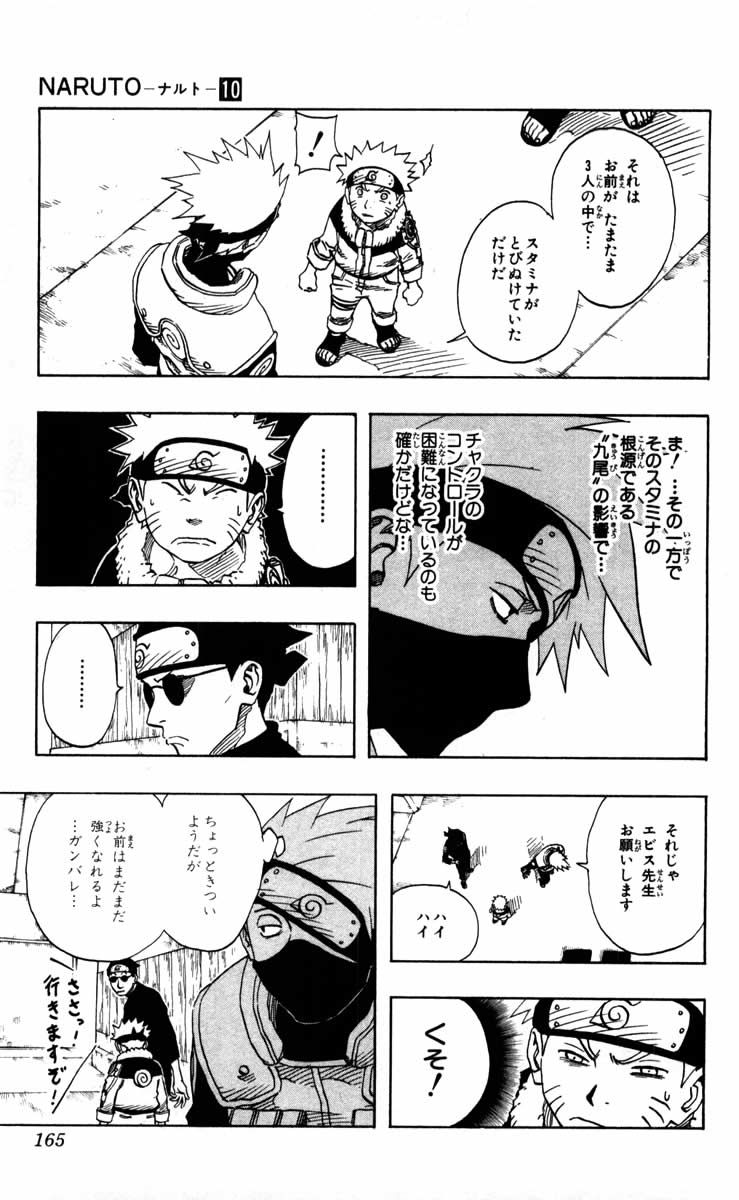 NARUTO―ナルト―10
それは
お前が たまたま
3人の中で…
スタミナが
とびぬけていた
だけだ
!
ま!…その一方で
そのスタミナの
根源である
“九尾”の影響で…
チャクラの
コントロールが
困難になっているのも
確かだけどな…
………
………
それじゃ
エビス先生
お願いします
ハイ
ハイ
くそ!
ちょっときつい
ようだが
お前はまだまだ
強くなれるよ
…ガンバレ…
ささっ!
行きますぞ!!
165